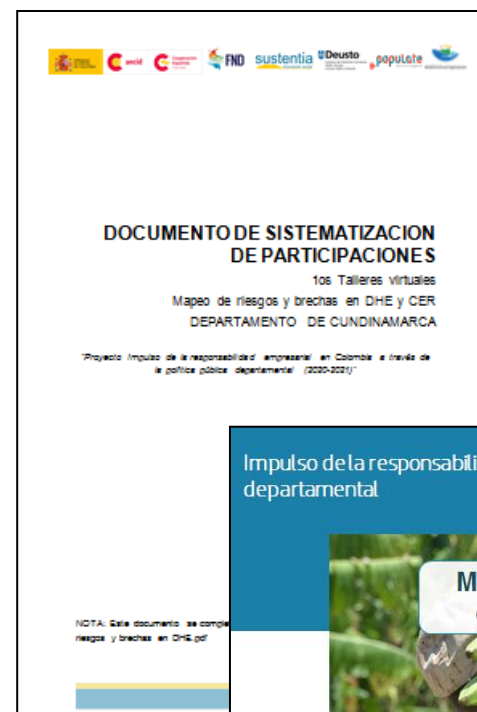 aecid
Cooperación
Española
FND
sustentia
Deusto
populate
DOCUMENTO DE SISTEMATIZACION
DE PARTICIPACIONES
1os Talleres virtuales
Mapeo de riesgos y brechas en DHE y CER
DEPARTAMENTO DE CUNDINAMARCA
"Proyecto Impulso de la responsabilidad empresarial en Colombia a través de
la política pública departamental (2020-2021)"
Impulso de la responsabili
departamental
M
NOTA: Este documento se comple
riesgos y brechas en DHE.pdf